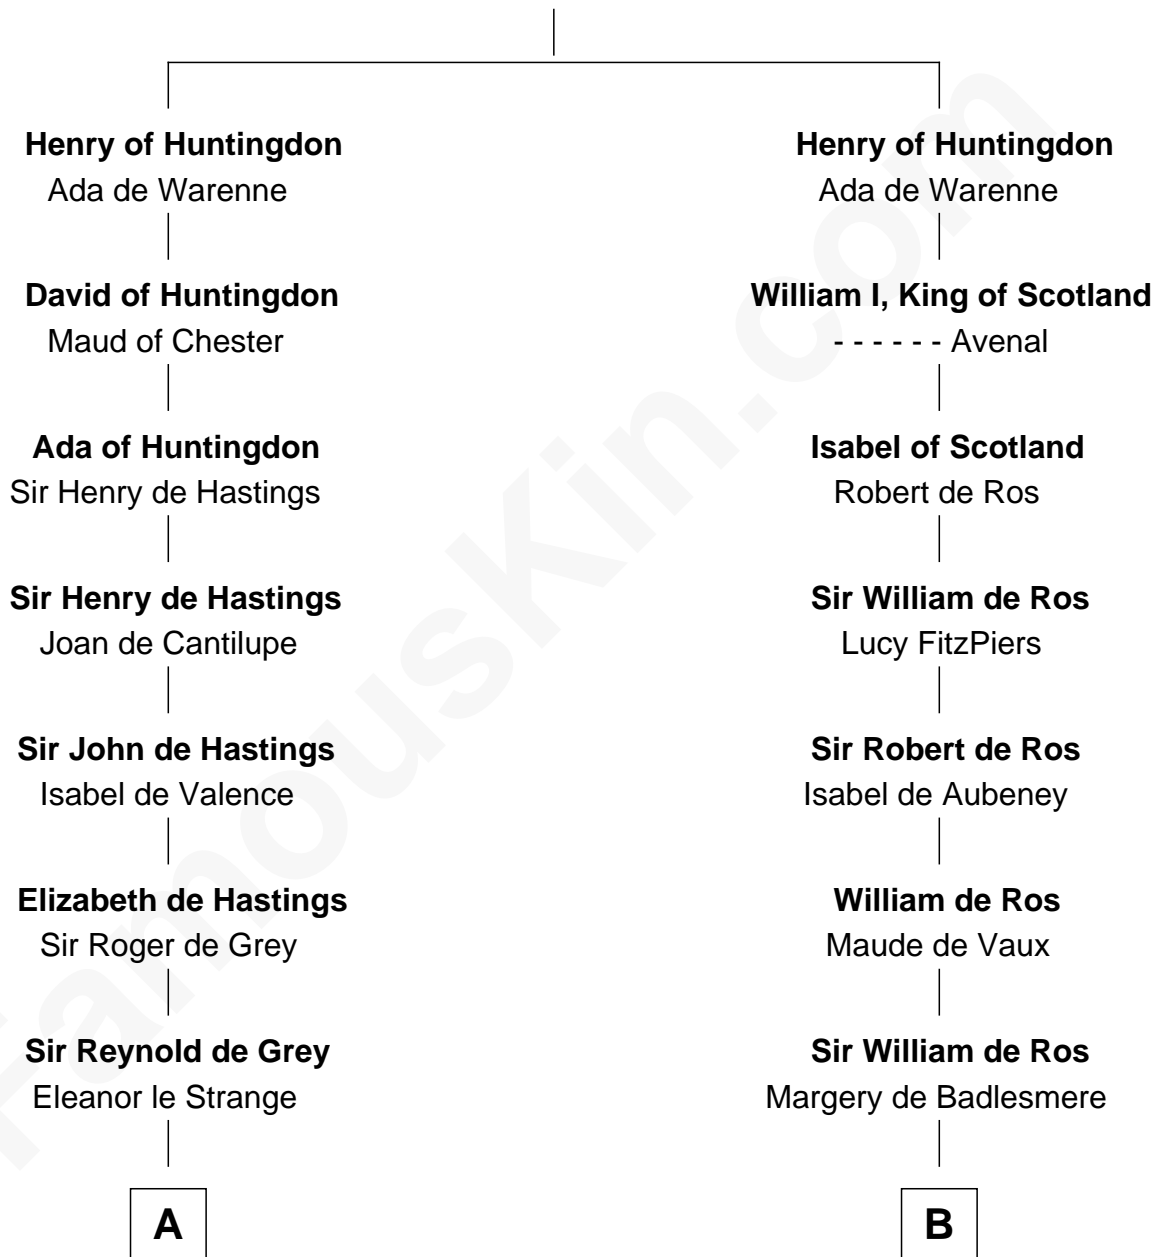 Henry of Huntingdon
Ada de Warenne
David of Huntingdon
Maud of Chester
Ada of Huntingdon
Sir Henry de Hastings
Sir Henry de Hastings
Joan de Cantilupe
Sir John de Hastings
Isabel de Valence
Elizabeth de Hastings
Sir Roger de Grey
Sir Reynold de Grey
Eleanor le Strange
A
Henry of Huntingdon
Ada de Warenne
William I, King of Scotland
- - - - - - Avenal
Isabel of Scotland
Robert de Ros
Sir William de Ros
Lucy FitzPiers
Sir Robert de Ros
Isabel de Aubeney
William de Ros
Maude de Vaux
Sir William de Ros
Margery de Badlesmere
B
FamousKin.com